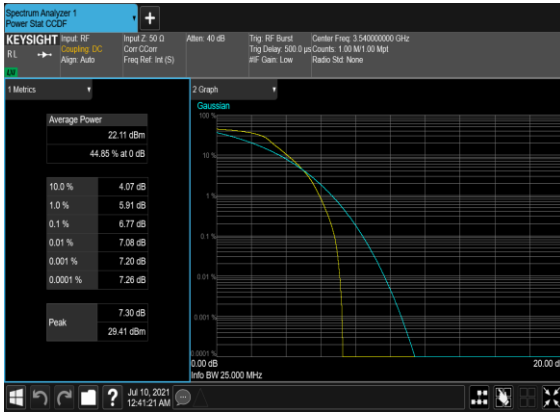 Spectrum Analyzer 1
Power Stat CCDF
KEYSIGHT
RL
Input: RF
Coupling: DC
Align: Auto
Input Z: 50 Ω
Corr CCorr
Freq Ref: Int (S)
Atten: 40 dB
Trig: RF Burst
Trig Delay: 500.0 µs
#IF Gain: Low
Center Freq: 3.540000000 GHz
Counts: 1.00 M/1.00 Mpt
Radio Std: None
1 Metrics
2 Graph
Average Power
22.11 dBm
44.85 % at 0 dB
10.0 % 4.07 dB
1.0 % 5.91 dB
0.1 % 6.77 dB
0.01 % 7.08 dB
0.001 % 7.20 dB
0.0001 % 7.26 dB
Peak
7.30 dB
29.41 dBm
Gaussian
100 %
10 %
1 %
0.1 %
0.01 %
0.001 %
0.0001 %
0.00 dB
20.00 d
Info BW 25.000 MHz
?
Jul 10, 2021
12:41:21 AM